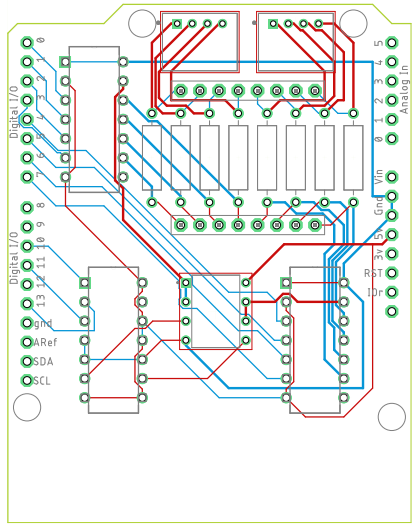 Digital I/O
0
1
2
3
4
5
6
7
Digital I/O
8
9
10
11
12
13
gnd
ARef
SDA
SCL
Analog In
5
4
3
2
1
0
Vin
Gnd
5v
3v
RST
IOr